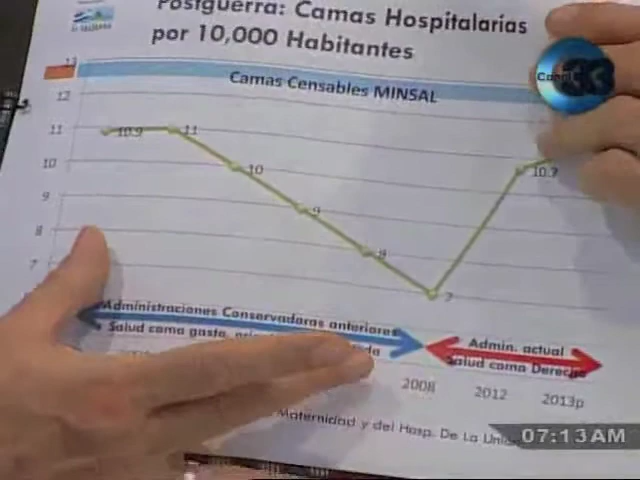 Postguerra: Camas Hospitalarias
por 10,000 Habitantes
Camas Censables MINSAL
13
12
11
10
9
8
7
10.9
11
10
9
8
7
10.7
Administraciones Conservadoras anteriores
Salud como gasto,
Admin. actual
Salud como Derecho
2008
2012
2013p
Maternidad y del Hosp. De La
07:13AM